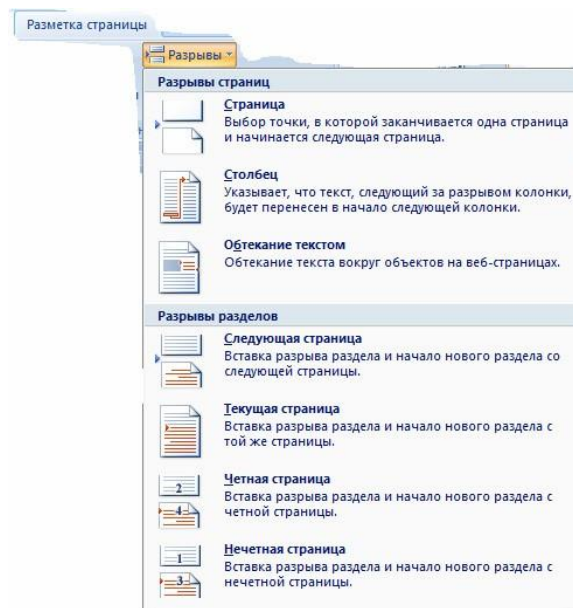 Разметка страницы
Разрывы
Разрывы страниц
Страница
Выбор точки, в которой заканчивается одна страница
и начинается следующая страница.
Столбец
Указывает, что текст, следующий за разрывом колонки,
будет перенесен в начало следующей колонки.
Обтекание текстом
Обтекание текста вокруг объектов на веб-страницах.
Разрывы разделов
Следующая страница
Вставка разрыва раздела и начало нового раздела со
следующей страницы.
Текущая страница
Вставка разрыва раздела и начало нового раздела с
той же страницы.
2
4
Четная страница
Вставка разрыва раздела и начало нового раздела с
четной страницы.
1
3
Нечетная страница
Вставка разрыва раздела и начало нового раздела с
нечетной страницы.